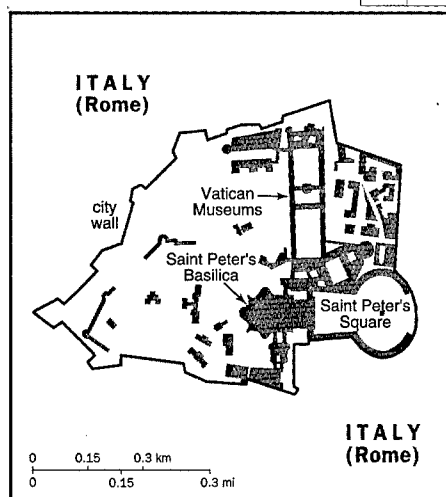 ITALY
(Rome)
city
wall
Vatican
Museums
Saint Peter's
Basilica
Saint Peter's
Square
ITALY
(Rome)
0 0.15 0.3 km
0 0.15 0.3 mi